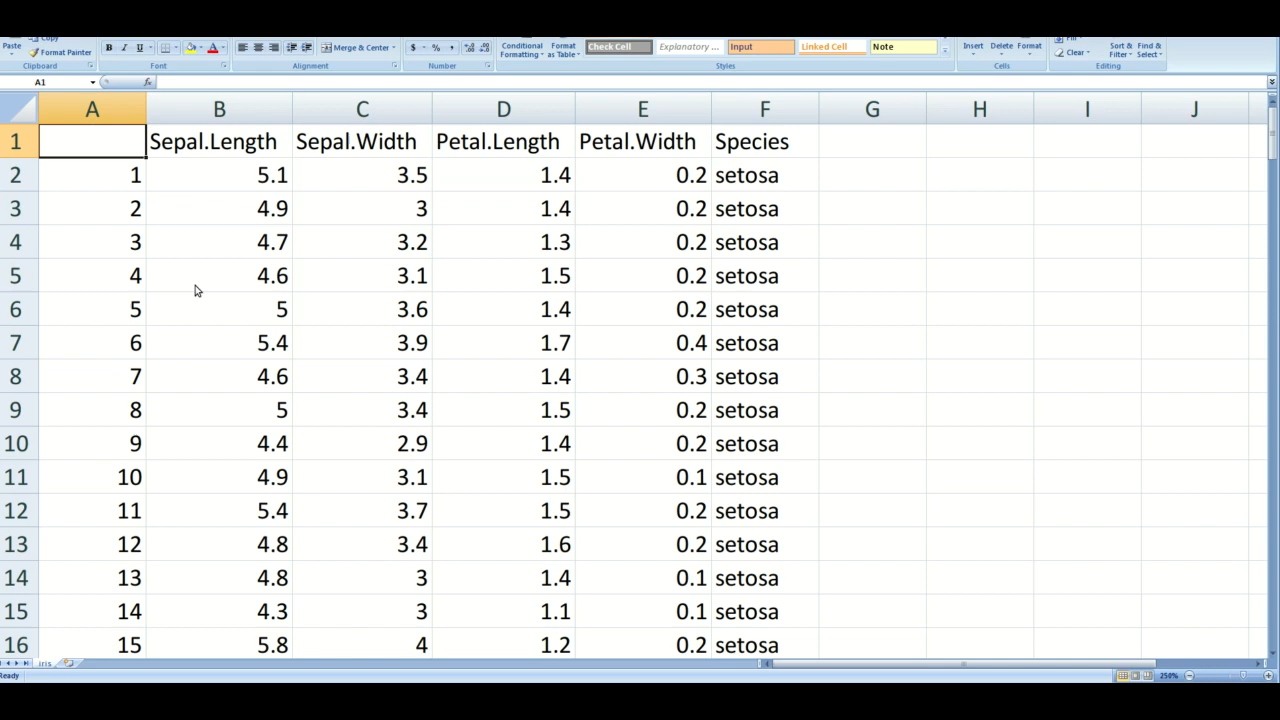 Copy
Paste
Format Painter
Clipboard
B I U
A
Font
Merge & Center
Alignment
$ % ,
Number
Conditional Formatting
Format as Table
Check Cell
Explanatory ...
Input
Linked Cell
Note
Styles
Insert
Delete
Format
Cells
Fill
Clear
Sort & Filter
Find & Select
Editing
A1
fx
A B C D E F G H I J
1 Sepal.Length Sepal.Width Petal.Length Petal.Width Species
2 1 5.1 3.5 1.4 0.2 setosa
3 2 4.9 3 1.4 0.2 setosa
4 3 4.7 3.2 1.3 0.2 setosa
5 4 4.6 3.1 1.5 0.2 setosa
6 5 5 3.6 1.4 0.2 setosa
7 6 5.4 3.9 1.7 0.4 setosa
8 7 4.6 3.4 1.4 0.3 setosa
9 8 5 3.4 1.5 0.2 setosa
10 9 4.4 2.9 1.4 0.2 setosa
11 10 4.9 3.1 1.5 0.1 setosa
12 11 5.4 3.7 1.5 0.2 setosa
13 12 4.8 3.4 1.6 0.2 setosa
14 13 4.8 3 1.4 0.1 setosa
15 14 4.3 3 1.1 0.1 setosa
16 15 5.8 4 1.2 0.2 setosa
iris
Ready
250%